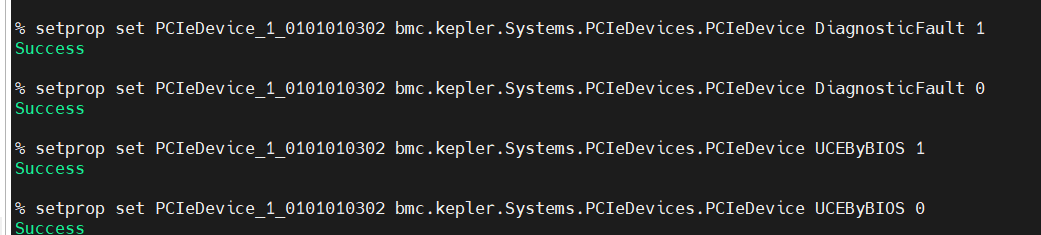 % setprop set PCIeDevice_1_0101010302 bmc.kepler.Systems.PCIeDevices.PCIeDevice DiagnosticFault 1
Success
% setprop set PCIeDevice_1_0101010302 bmc.kepler.Systems.PCIeDevices.PCIeDevice DiagnosticFault 0
Success
% setprop set PCIeDevice_1_0101010302 bmc.kepler.Systems.PCIeDevices.PCIeDevice UCEByBIOS 1
Success
% setprop set PCIeDevice_1_0101010302 bmc.kepler.Systems.PCIeDevices.PCIeDevice UCEByBIOS 0
Success